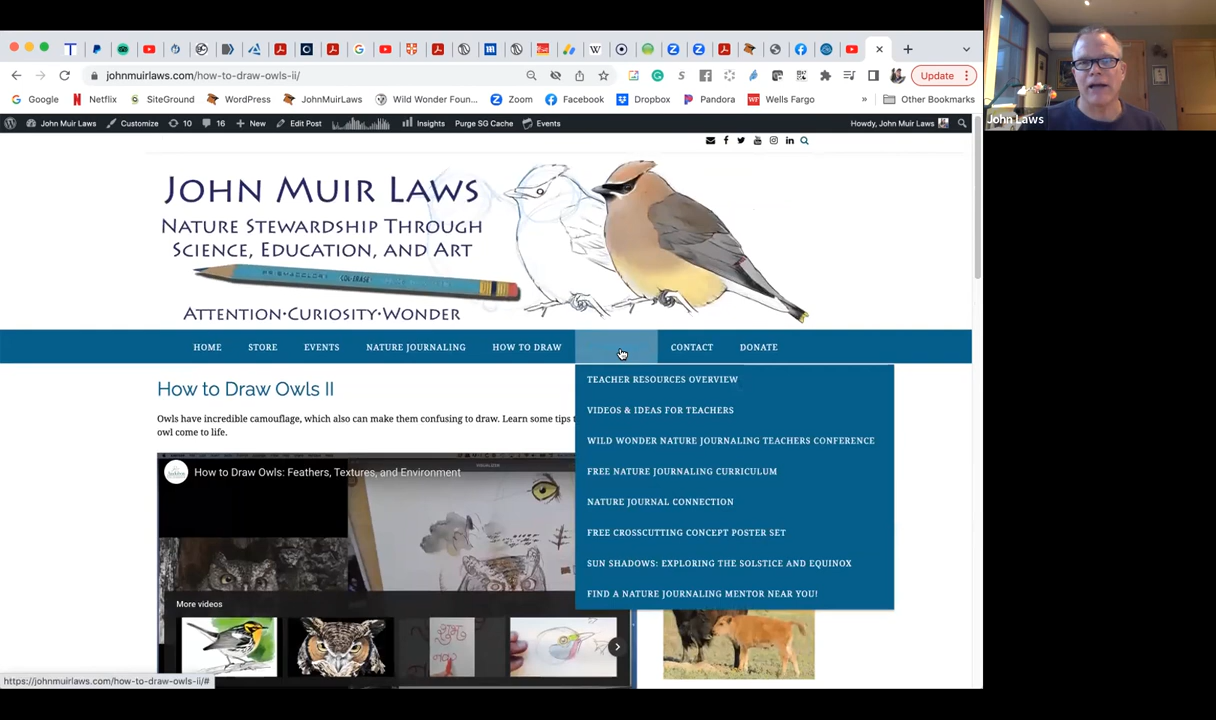 johnmuirlaws.com/how-to-draw-owls-ii/
Update
Google
Netflix
SiteGround
WordPress
JohnMuirLaws
Wild Wonder Foun...
Zoom
Facebook
Dropbox
Pandora
Wells Fargo
»
Other Bookmarks
John Muir Laws
Customize
10
16
+ New
Edit Post
Insights
Purge SG Cache
Events
Howdy, John Muir Laws
John Laws
JOHN MUIR LAWS
NATURE STEWARDSHIP THROUGH
SCIENCE, EDUCATION, AND ART
ATTENTION·CURIOSITY·WONDER
HOME
STORE
EVENTS
NATURE JOURNALING
HOW TO DRAW
CONTACT
DONATE
TEACHER RESOURCES OVERVIEW
VIDEOS & IDEAS FOR TEACHERS
WILD WONDER NATURE JOURNALING TEACHERS CONFERENCE
FREE NATURE JOURNALING CURRICULUM
NATURE JOURNAL CONNECTION
FREE CROSSCUTTING CONCEPT POSTER SET
SUN SHADOWS: EXPLORING THE SOLSTICE AND EQUINOX
FIND A NATURE JOURNALING MENTOR NEAR YOU!
How to Draw Owls II
Owls have incredible camouflage, which also can make them confusing to draw. Learn some tips
owl come to life.
How to Draw Owls: Feathers, Textures, and Environment
More videos
https://johnmuirlaws.com/how-to-draw-owls-ii/#